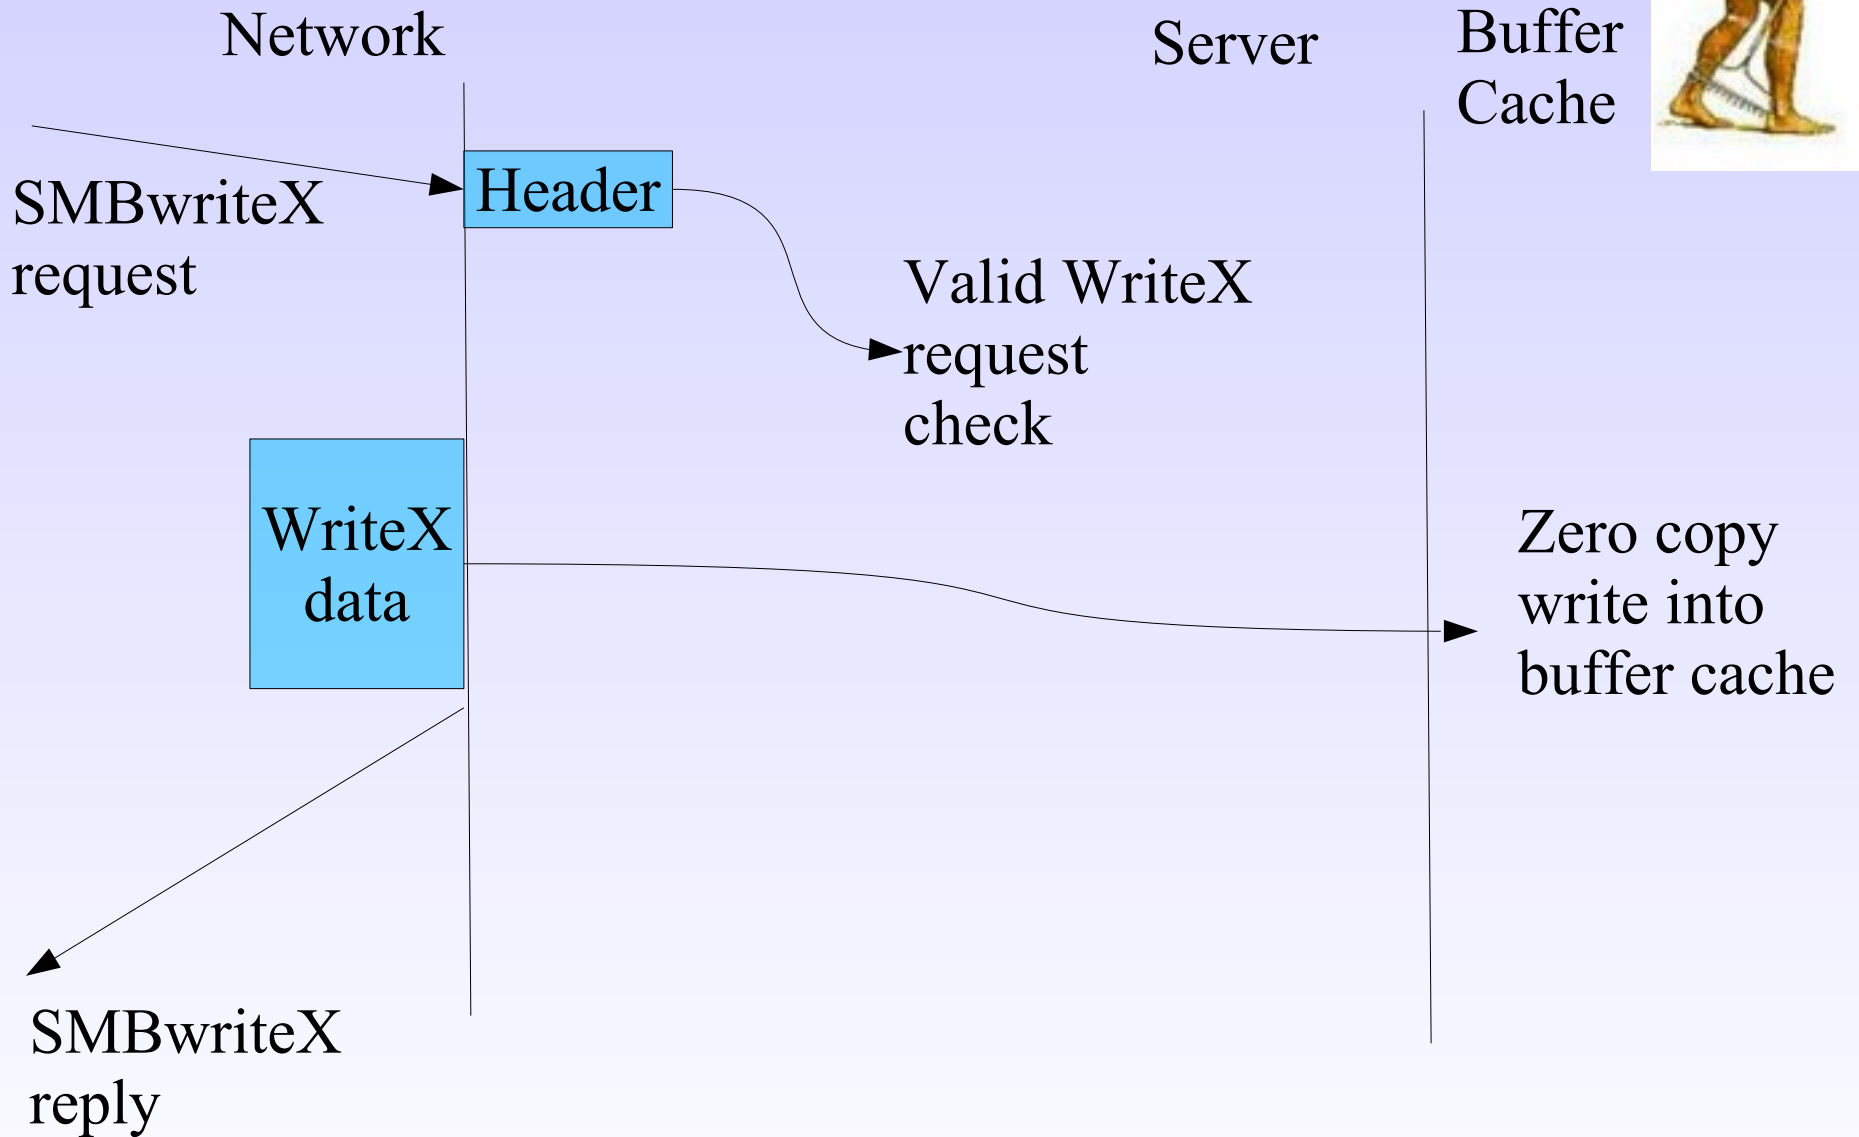 Network
Server
Buffer
Cache
SMBwriteX
request
Header
Valid WriteX
request
check
WriteX
data
Zero copy
write into
buffer cache
SMBwriteX
reply